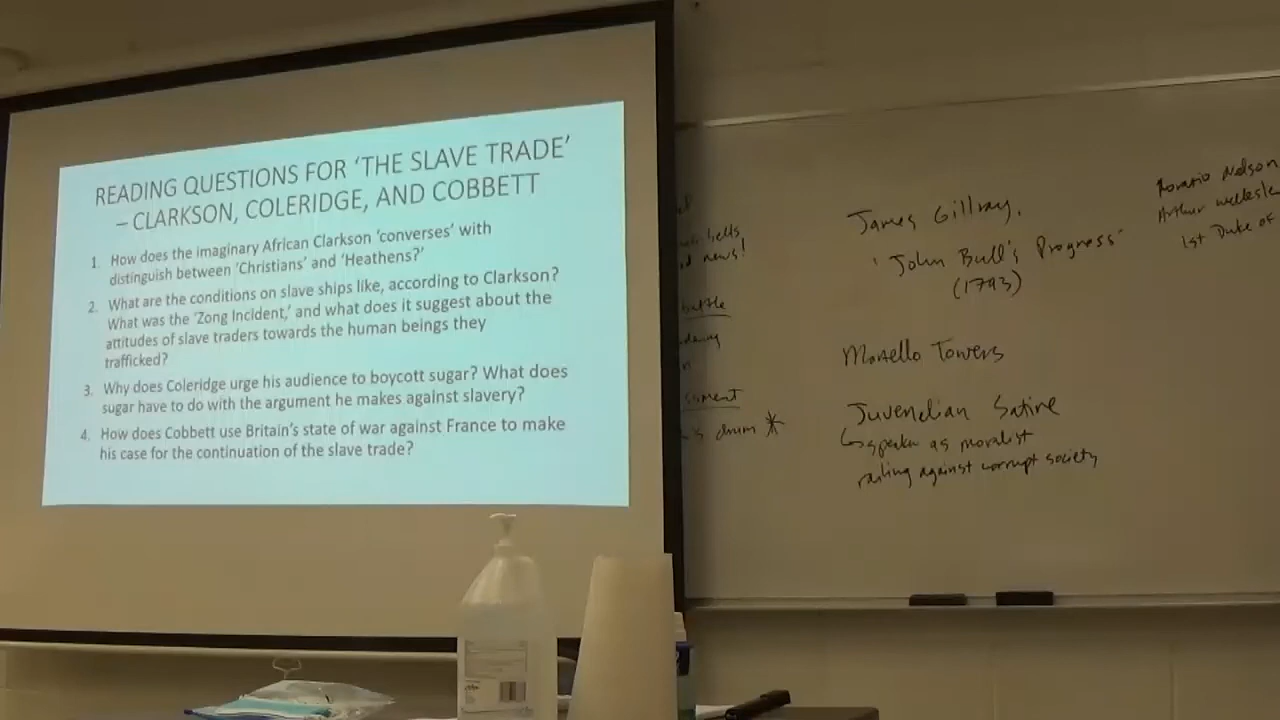 READING QUESTIONS FOR ‘THE SLAVE TRADE’
– CLARKSON, COLERIDGE, AND COBBETT
1. How does the imaginary African Clarkson ‘converses’ with
distinguish between ‘Christians’ and ‘Heathens?’
2. What are the conditions on slave ships like, according to Clarkson?
What was the ‘Zong Incident,’ and what does it suggest about the
attitudes of slave traders towards the human beings they
trafficked?
3. Why does Coleridge urge his audience to boycott sugar? What does
sugar have to do with the argument he makes against slavery?
4. How does Cobbett use Britain’s state of war against France to make
his case for the continuation of the slave trade?
bells
news!
battle
drum *
James Gillray,
'John Bull's Progress'
(1793)
Martello Towers
Juvenalian Satire
speaker as moralist
railing against corrupt society
Horatio Nelson
Arthur
1st Duke of